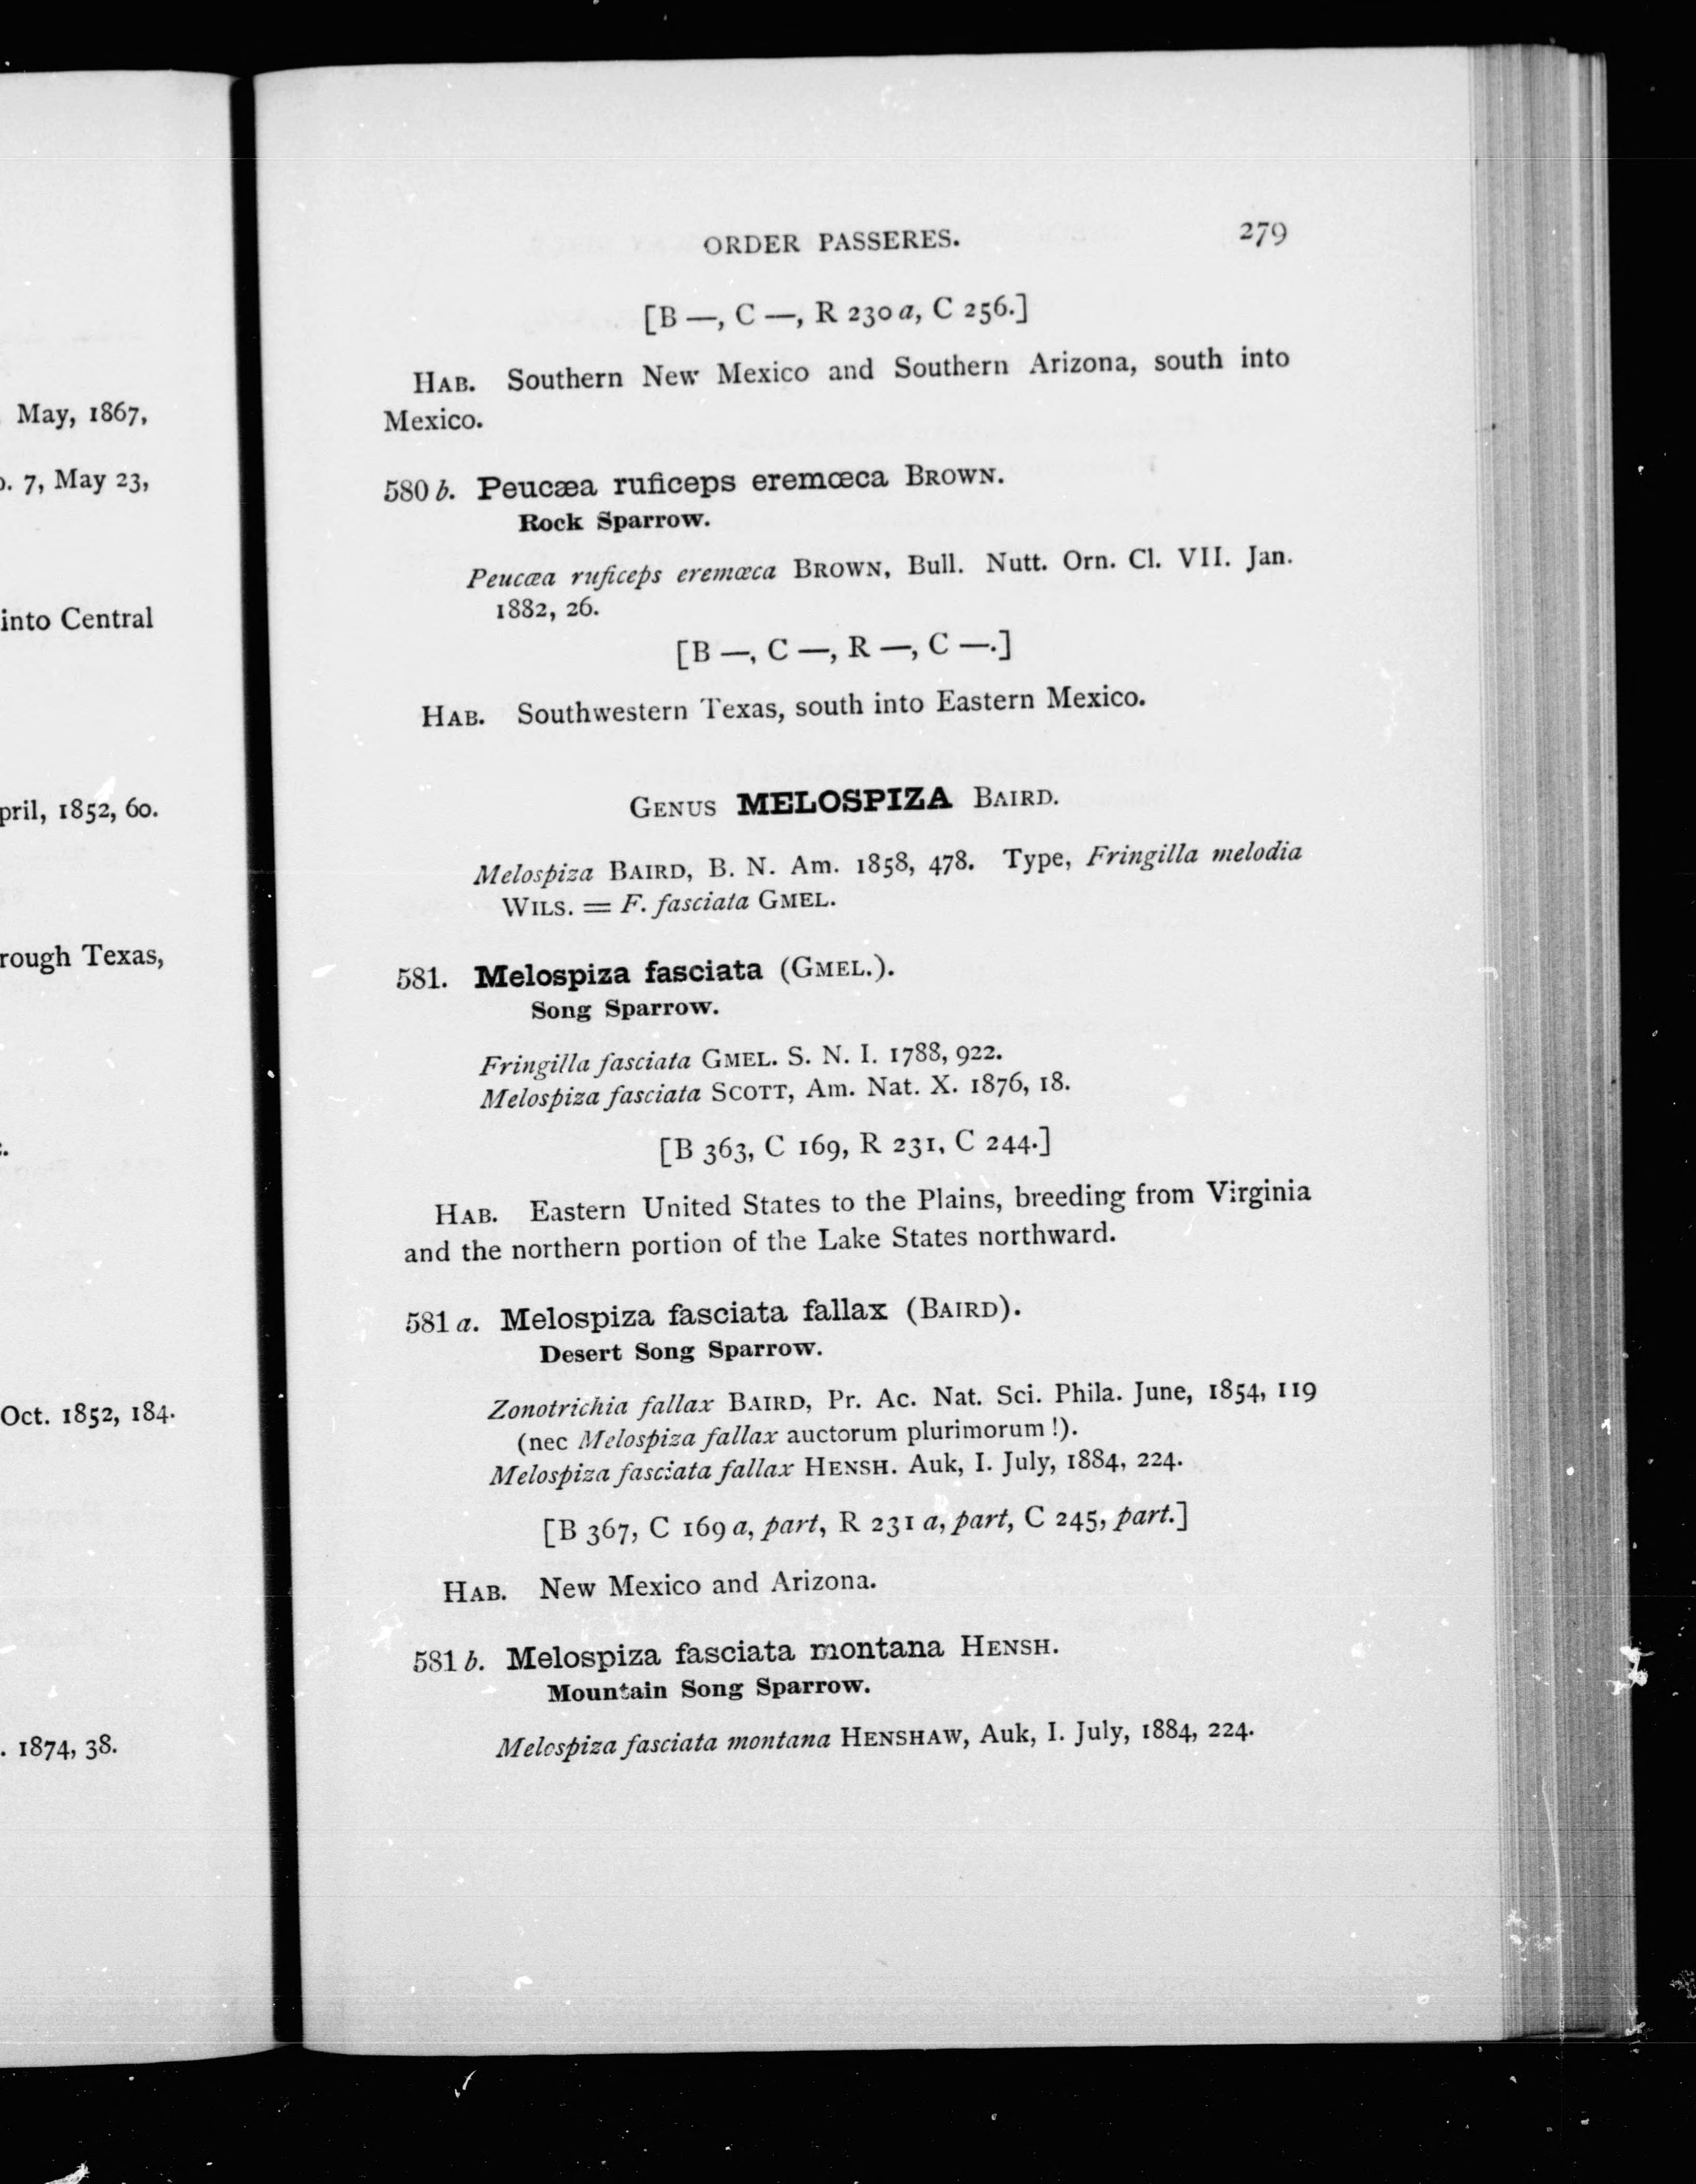 May, 1867,
7, May 23,
into Central
1852, 60.
Texas,
Oct. 1852, 184.
1874, 38.
ORDER PASSERES. 279
[B —, C —, R 230 a, C 256.]
HAB. Southern New Mexico and Southern Arizona, south into
Mexico.
580 b. Peucæa ruficeps eremœca BROWN.
Rock Sparrow.
Peucæa ruficeps eremœca BROWN, Bull. Nutt. Orn. Cl. VII. Jan.
1882, 26.
[B —, C —, R —, C —.]
HAB. Southwestern Texas, south into Eastern Mexico.
GENUS MELOSPIZA BAIRD.
Melospiza BAIRD, B. N. Am. 1858, 478. Type, Fringilla melodia
WILS. = F. fasciata GMEL.
581. Melospiza fasciata (GMEL.).
Song Sparrow.
Fringilla fasciata GMEL. S. N. I. 1788, 922.
Melospiza fasciata SCOTT, Am. Nat. X. 1876, 18.
[B 363, C 169, R 231, C 244.]
HAB. Eastern United States to the Plains, breeding from Virginia
and the northern portion of the Lake States northward.
581 a. Melospiza fasciata fallax (BAIRD).
Desert Song Sparrow.
Zonotrichia fallax BAIRD, Pr. Ac. Nat. Sci. Phila. June, 1854, 119
(nec Melospiza fallax auctorum plurimorum !).
Melospiza fasciata fallax HENSH. Auk, I. July, 1884, 224.
[B 367, C 169 a, part, R 231 a, part, C 245, part.]
HAB. New Mexico and Arizona.
581 b. Melospiza fasciata montana HENSH.
Mountain Song Sparrow.
Melospiza fasciata montana HENSHAW, Auk, I. July, 1884, 224.